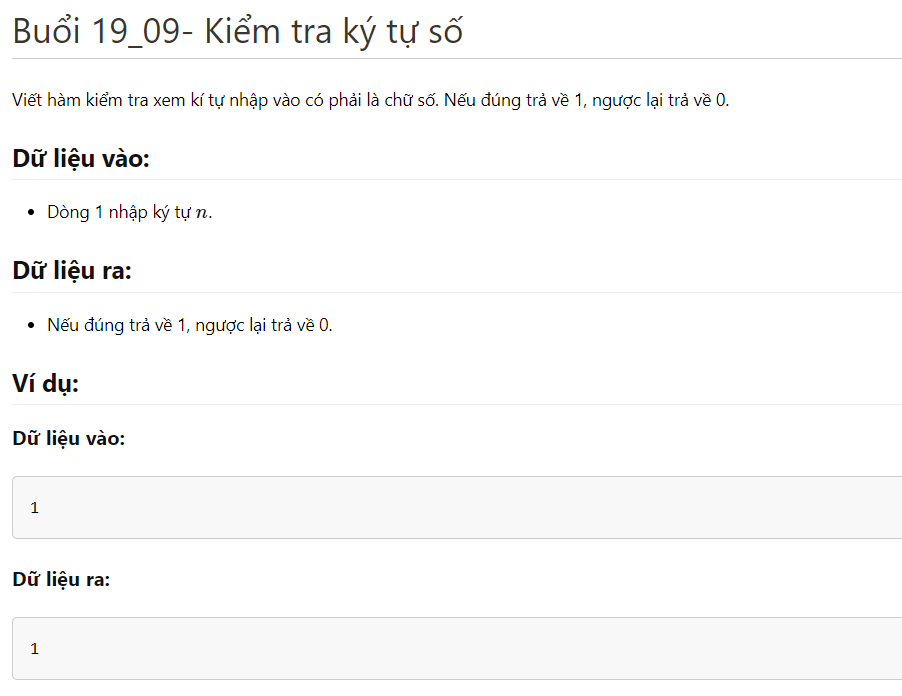 Buổi 19_09- Kiểm tra ký tự số
Viết hàm kiểm tra xem kí tự nhập vào có phải là chữ số. Nếu đúng trả về 1, ngược lại trả về 0.
Dữ liệu vào:
• Dòng 1 nhập ký tự n.
Dữ liệu ra:
• Nếu đúng trả về 1, ngược lại trả về 0.
Ví dụ:
Dữ liệu vào:
1
Dữ liệu ra:
1